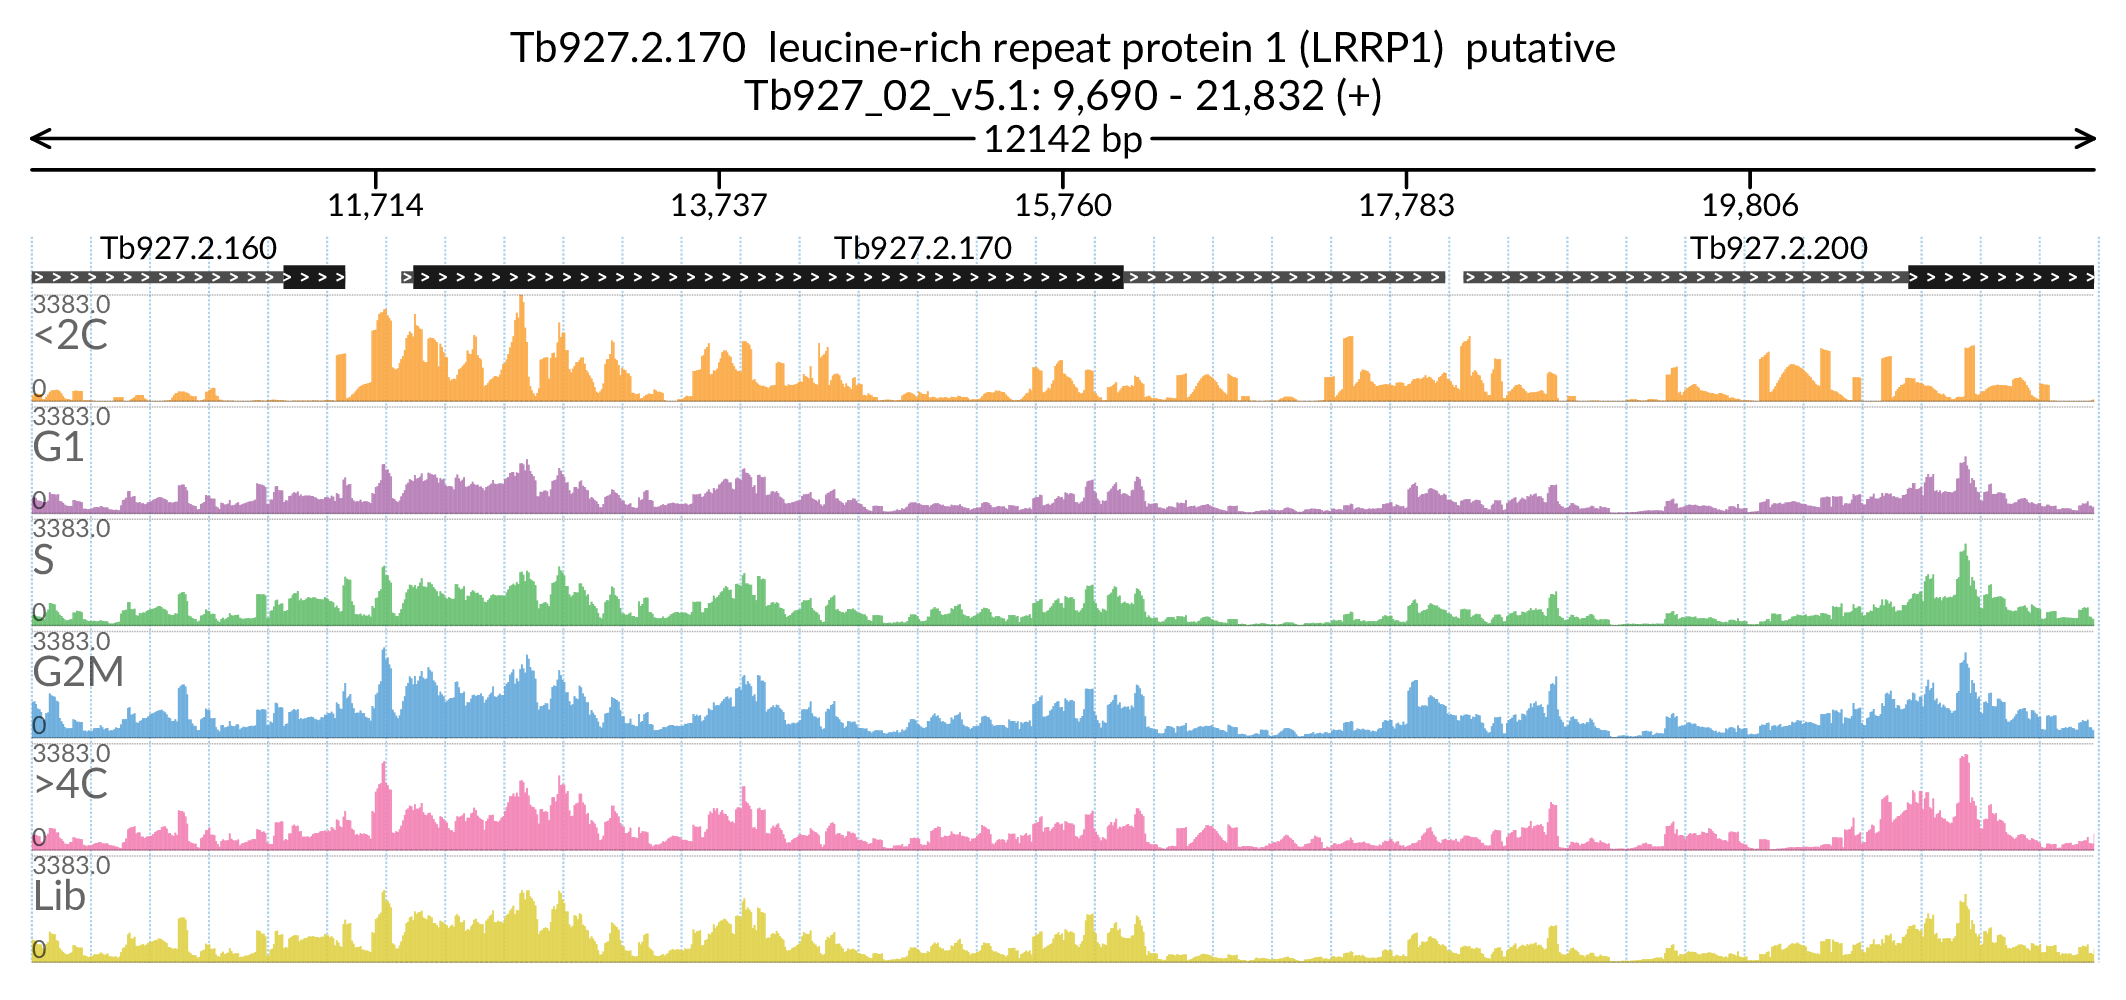 Tb927.2.170  leucine-rich repeat protein 1 (LRRP1)  putative
Tb927_02_v5.1: 9,690 - 21,832 (+)
12142 bp
11,714 13,737 15,760 17,783 19,806
Tb927.2.160 Tb927.2.170 Tb927.2.200
3383.0
<2C
0
3383.0
G1
0
3383.0
S
0
3383.0
G2M
0
3383.0
>4C
0
3383.0
Lib
0